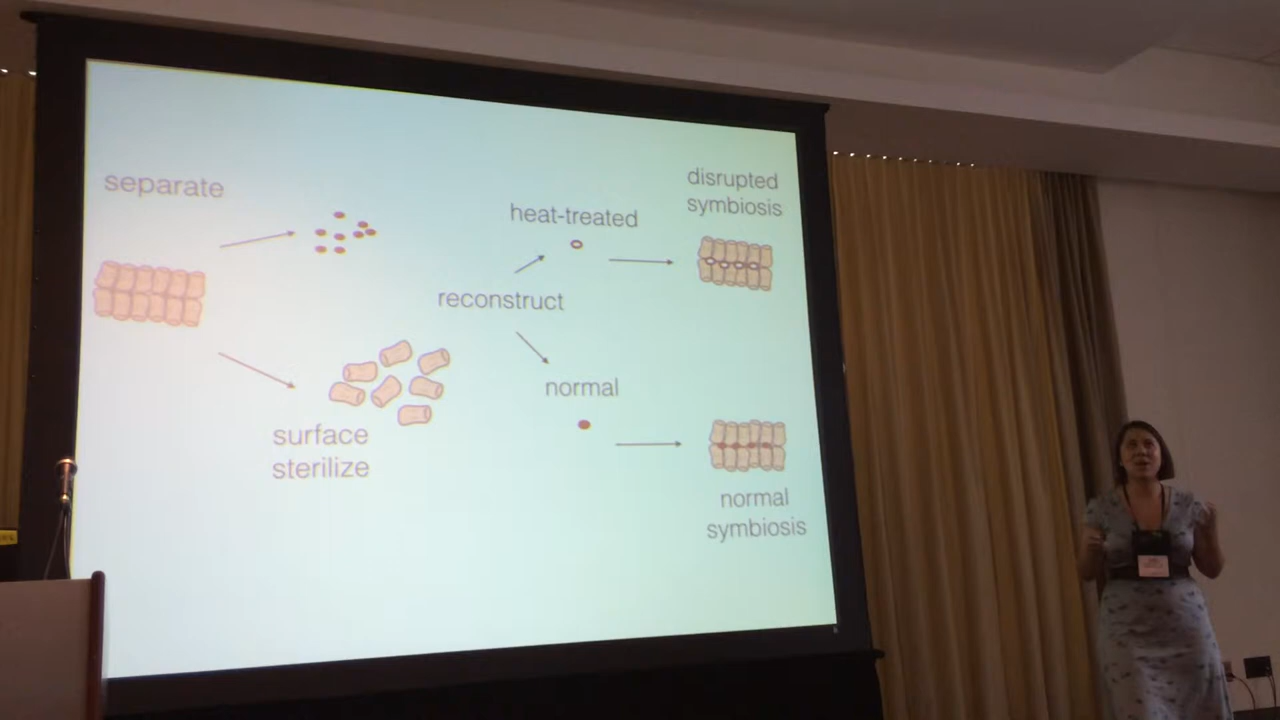 separate
surface
sterilize
reconstruct
heat-treated
normal
disrupted
symbiosis
normal
symbiosis